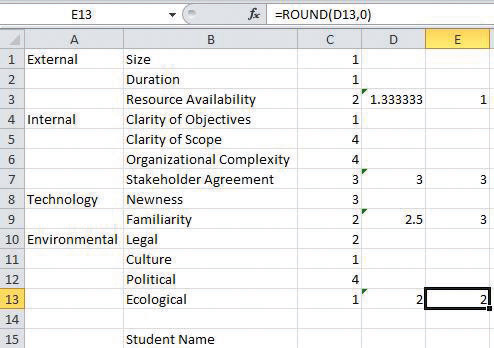 E13 fx =ROUND(D13,0)
A B C D E
1 External Size 1
2 Duration 1
3 Resource Availability 2 1.333333 1
4 Internal Clarity of Objectives 1
5 Clarity of Scope 4
6 Organizational Complexity 4
7 Stakeholder Agreement 3 3 3
8 Technology Newness 3
9 Familiarity 2 2.5 3
10 Environmental Legal 2
11 Culture 1
12 Political 4
13 Ecological 1 2 2
14
15 Student Name